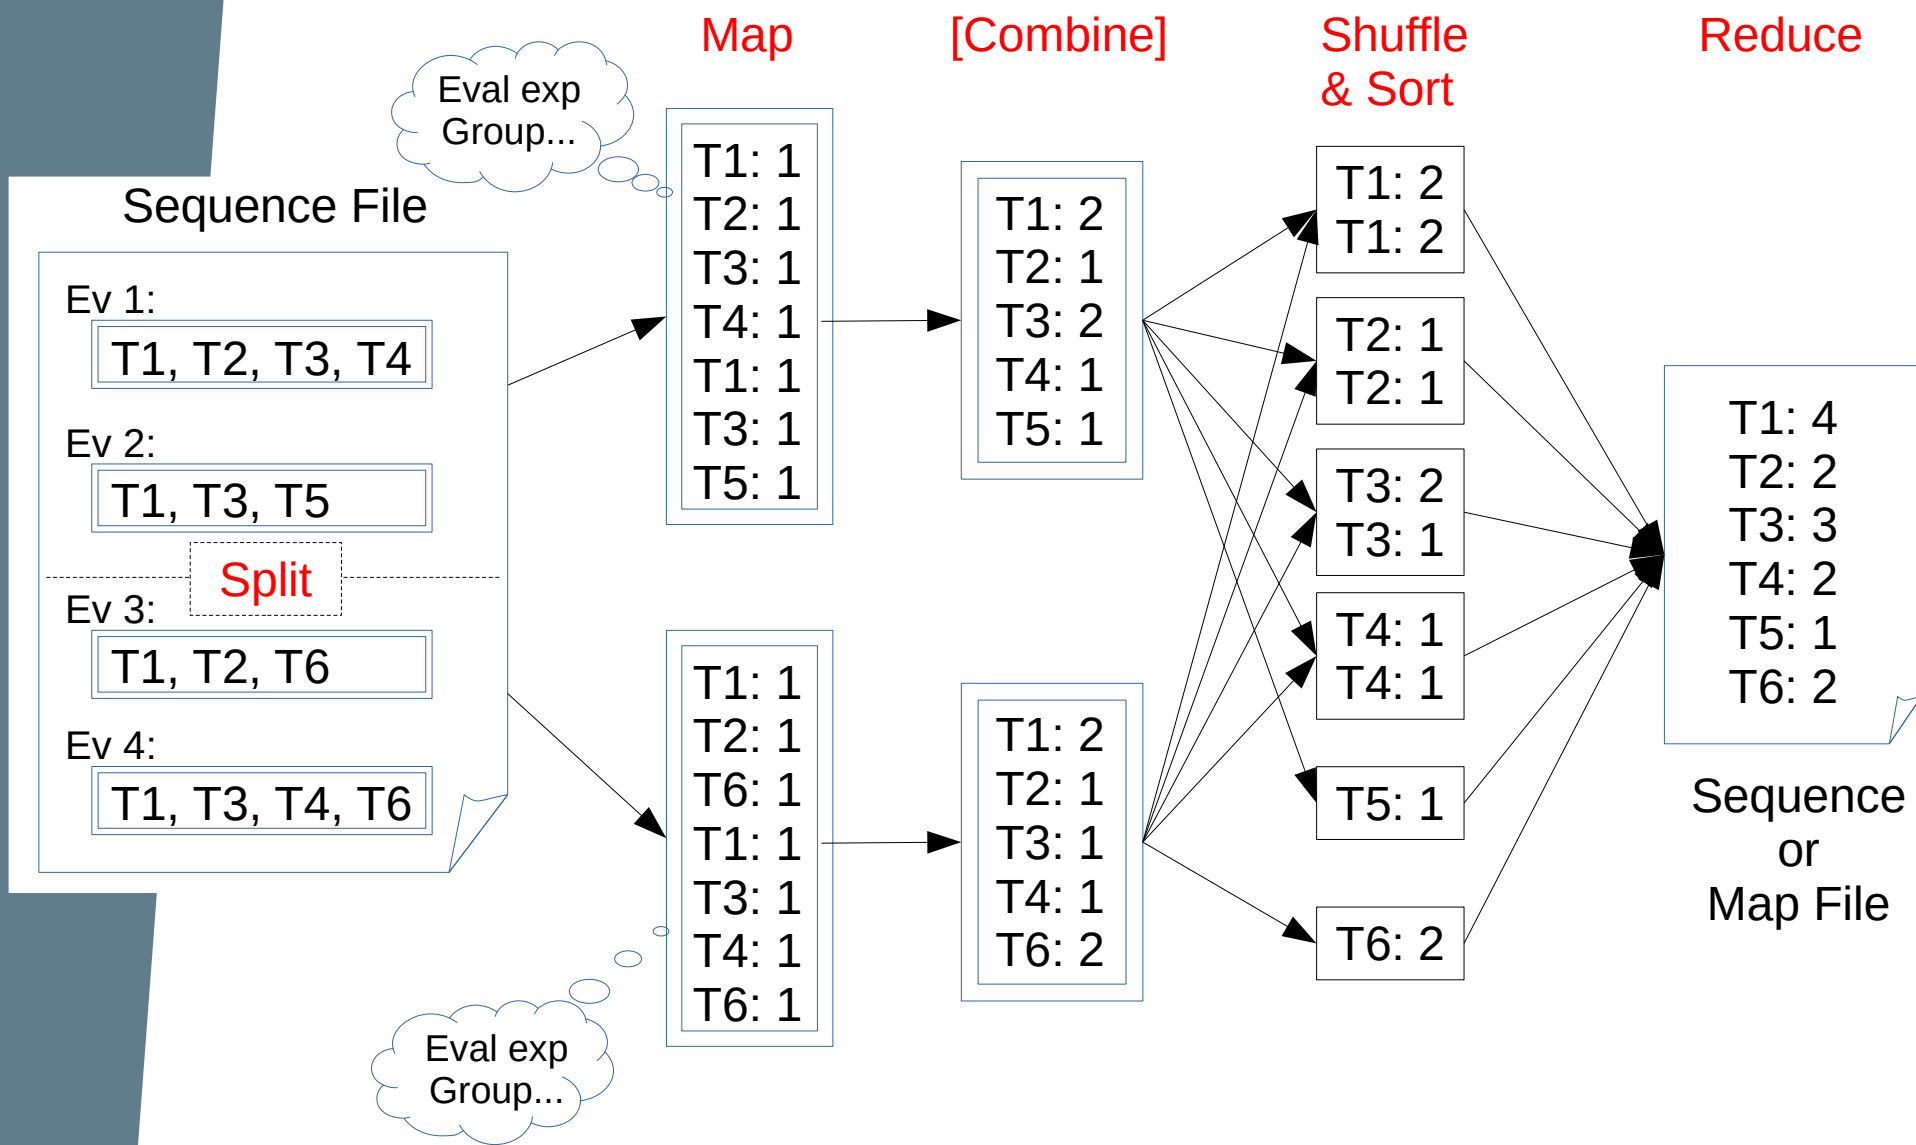 Map
[Combine]
Shuffle
& Sort
Reduce
Eval exp
Group...
Sequence File
Ev 1:
T1, T2, T3, T4
Ev 2:
T1, T3, T5
Split
Ev 3:
T1, T2, T6
Ev 4:
T1, T3, T4, T6
T1: 1
T2: 1
T3: 1
T4: 1
T1: 1
T3: 1
T5: 1
T1: 1
T2: 1
T6: 1
T1: 1
T3: 1
T4: 1
T6: 1
Eval exp
Group...
T1: 2
T2: 1
T3: 2
T4: 1
T5: 1
T1: 2
T2: 1
T3: 1
T4: 1
T6: 2
T1: 2
T1: 2
T2: 1
T2: 1
T3: 2
T3: 1
T4: 1
T4: 1
T5: 1
T6: 2
T1: 4
T2: 2
T3: 3
T4: 2
T5: 1
T6: 2
Sequence
or
Map File